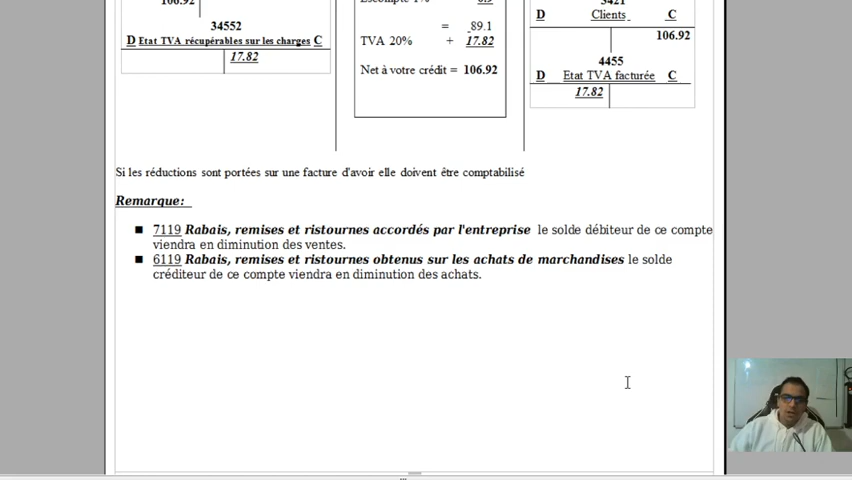 106.92
34552
D Etat TVA récupérables sur les charges C
17.82
Escompte 1%
= 89.1
TVA 20% + 17.82
Net à votre crédit = 106.92
3421
D Clients C
106.92
4455
D Etat TVA facturée C
17.82
Si les réductions sont portées sur une facture d'avoir elle doivent être comptabilisé
Remarque:
■ 7119 Rabais, remises et ristournes accordés par l'entreprise le solde débiteur de ce compte
viendra en diminution des ventes.
■ 6119 Rabais, remises et ristournes obtenus sur les achats de marchandises le solde
créditeur de ce compte viendra en diminution des achats.